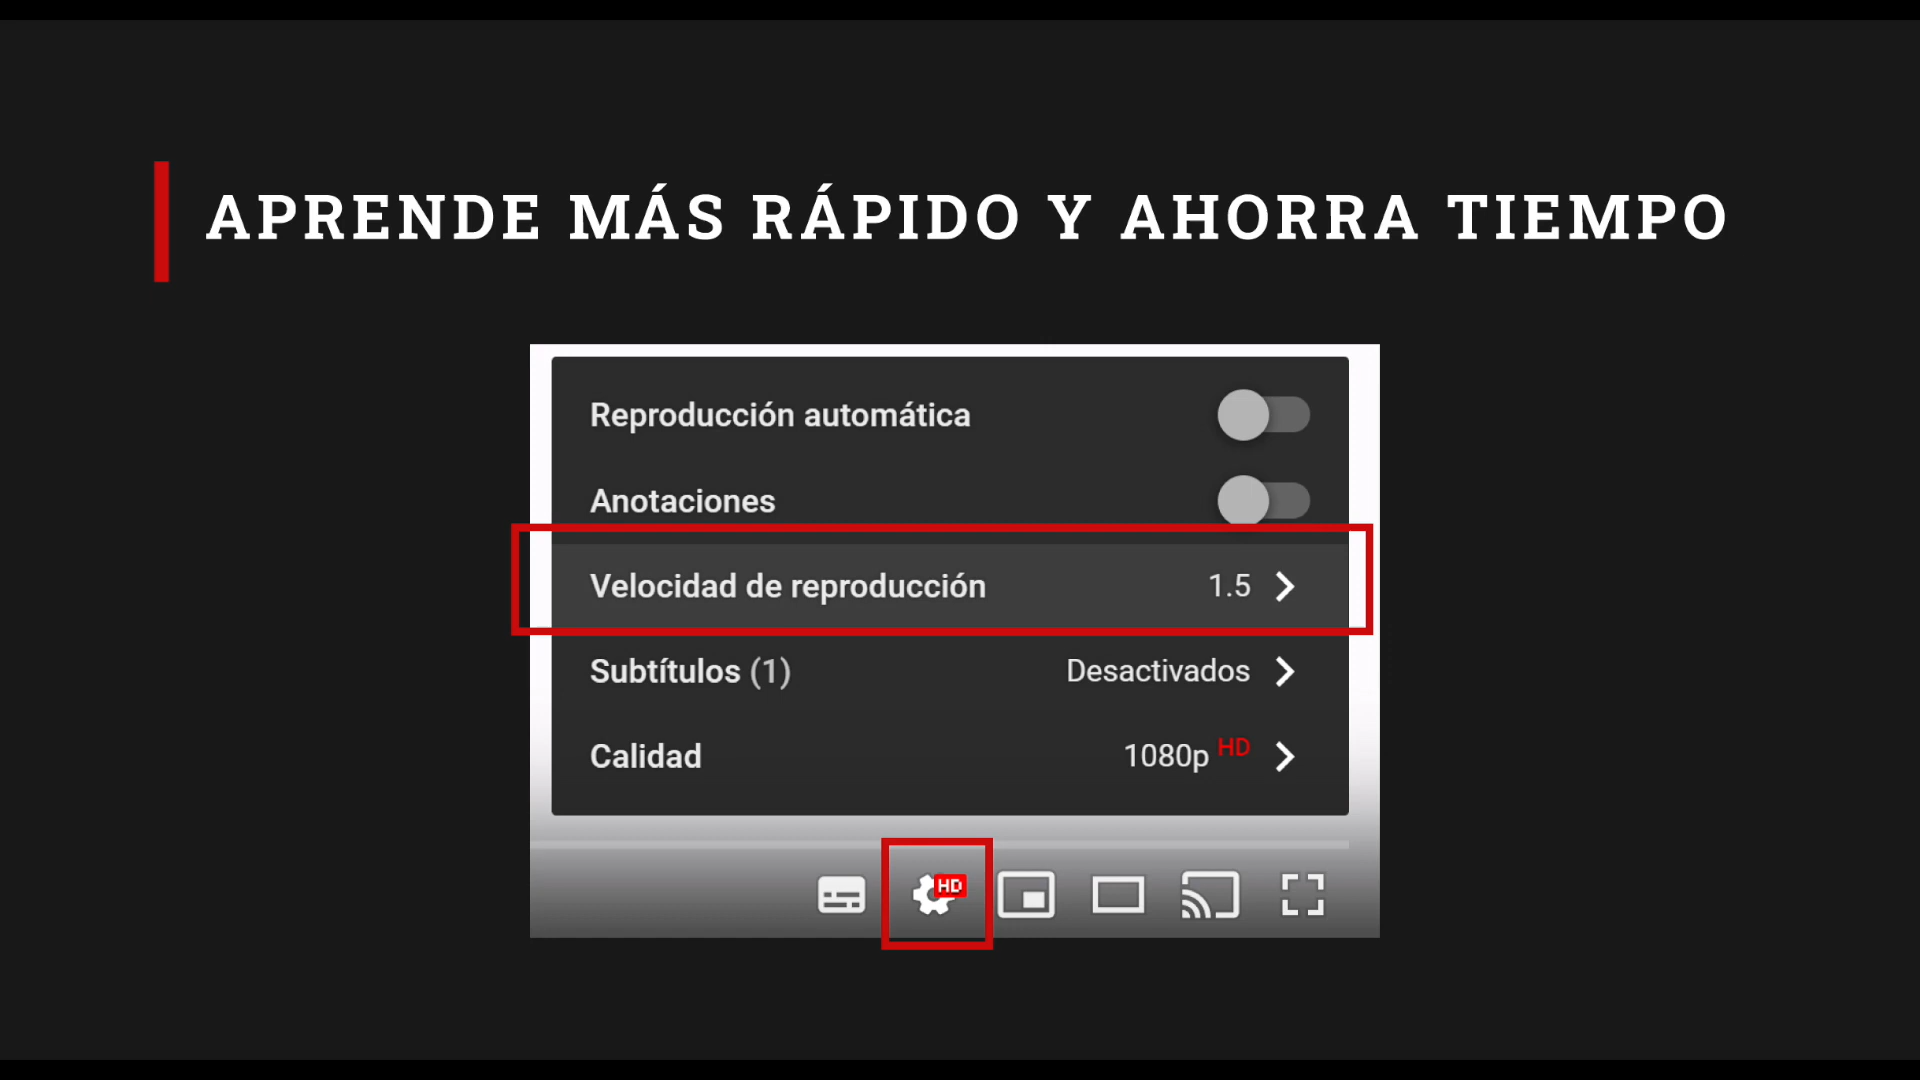 APRENDE MÁS RÁPIDO Y AHORRA TIEMPO
Reproducción automática
Anotaciones
Velocidad de reproducción 1.5
Subtítulos (1) Desactivados
Calidad 1080p HD
HD